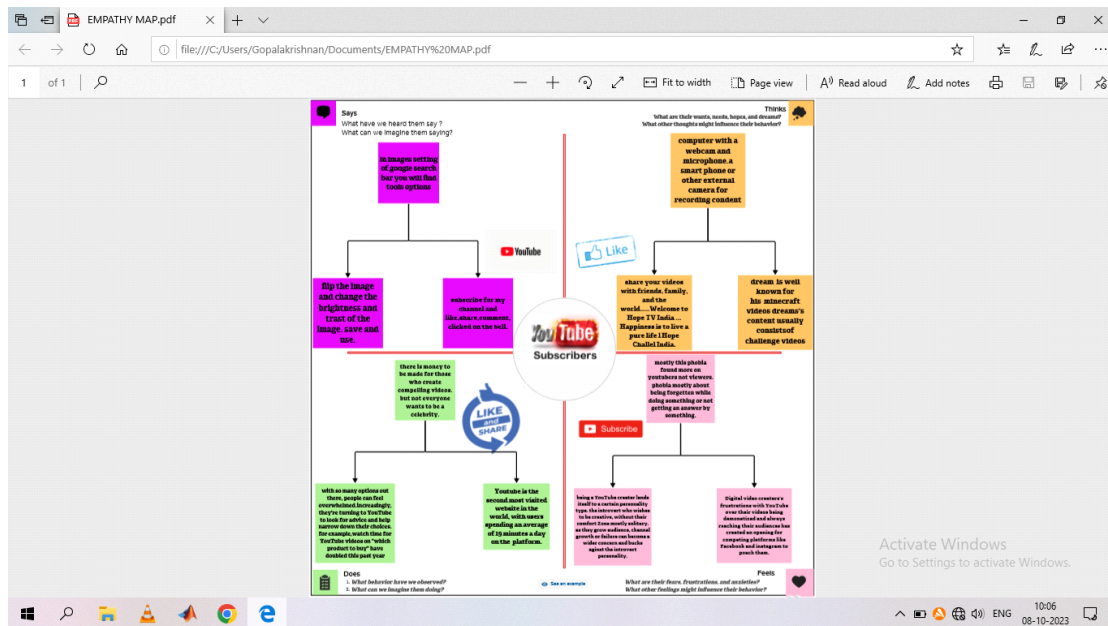 EMPATHY MAP.pdf
file:///C:/Users/Gopalakrishnan/Documents/EMPATHY%20MAP.pdf
1 of 1
Fit to width
Page view
Read aloud
Add notes
Says
What have we heard them say ?
What can we imagine them saying?
Thinks
What are their wants, needs, hopes, and dreams?
What other thoughts might influence their behavior?
in images setting
of google search
bar you will find
tools options
computer with a
webcam and
microphone.a
smart phone or
other external
camera for
recording condent
YouTube
Like
flip the image
and change the
brightness and
trast of the
image. save and
use.
subscribe for my
channel and
like,share,comment,
clicked on the bell.
share your videos
with friends, family,
and the
world.....Welcome to
Hope TV India ...
Happiness is to live a
pure life l Hope
Challel India.
dream is well
known for
his minecraft
videos dreams's
content usually
consistsof
challenge videos
YouTube
Subscribers
there is money to
be made for those
who create
compelling videos.
but not everyone
wants to be a
celebrity.
LIKE
and
SHARE
mostly this phobia
found more on
youtubers not viewers.
phobia mostly about
being forgotten while
doing something or not
getting an answer by
something.
Subscribe
with so many options out
there, people can feel
overwhelmed.increasingly,
they're turning to YouTube
to look for advice and help
narrow down their choices.
for example,watch time for
YouTube videos on "which
product to buy" have
doubled this past year
Youtube is the
second most visited
website in the
world, with users
spending an average
of 19 minutes a day
on the platform.
being a YouTube creator lends
itself to a certain personality
type. the introvert who wishes
to be creative, without their
comfort Zone mostly solitary.
as they grow audience, channel
growth or failure can become a
wider concern and bucks
against the introvert
personality.
Digital video creators's
frustrations with YouTube
over their videos being
demonetized and always
reaching their audiences has
created an opening for
competing platforms like
Facebook and instagram to
poach them.
Does
1. What behavior have we observed?
2. What can we imagine them doing?
See an example
Feels
What are their fears, frustrations, and anxieties?
What other feelings might influence their behavior?
Activate Windows
Go to Settings to activate Windows.
ENG
10:06
08-10-2023